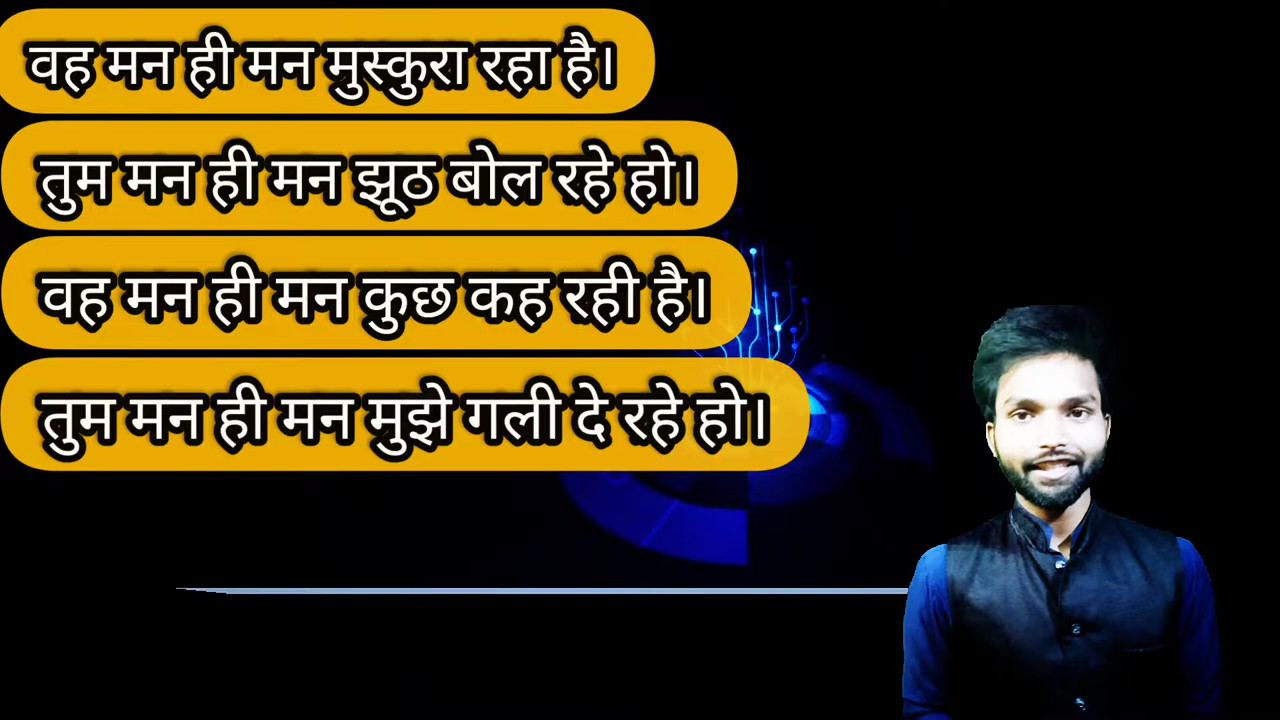 वह मन ही मन मुस्कुरा रहा है।
तुम मन ही मन झूठ बोल रहे हो।
वह मन ही मन कुछ कह रही है।
तुम मन ही मन मुझे गली दे रहे हो।